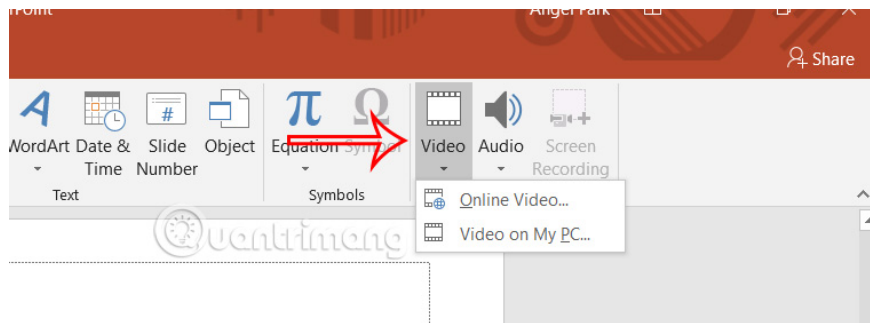 Point
Angel Park
Share
WordArt
Date &
Time
Slide
Number
#
Object
Text
π
Equation
Ω
Symbol
Symbols
Video
Audio
Screen
Recording
Online Video...
Video on My PC...
Quantrimang